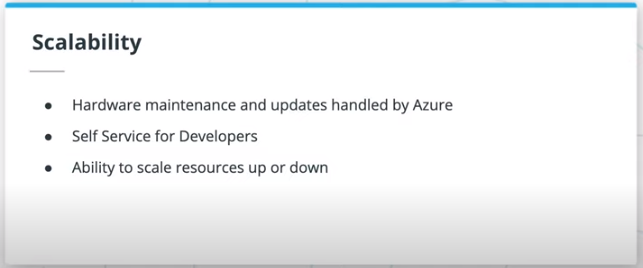 Scalability
● Hardware maintenance and updates handled by Azure
● Self Service for Developers
● Ability to scale resources up or down